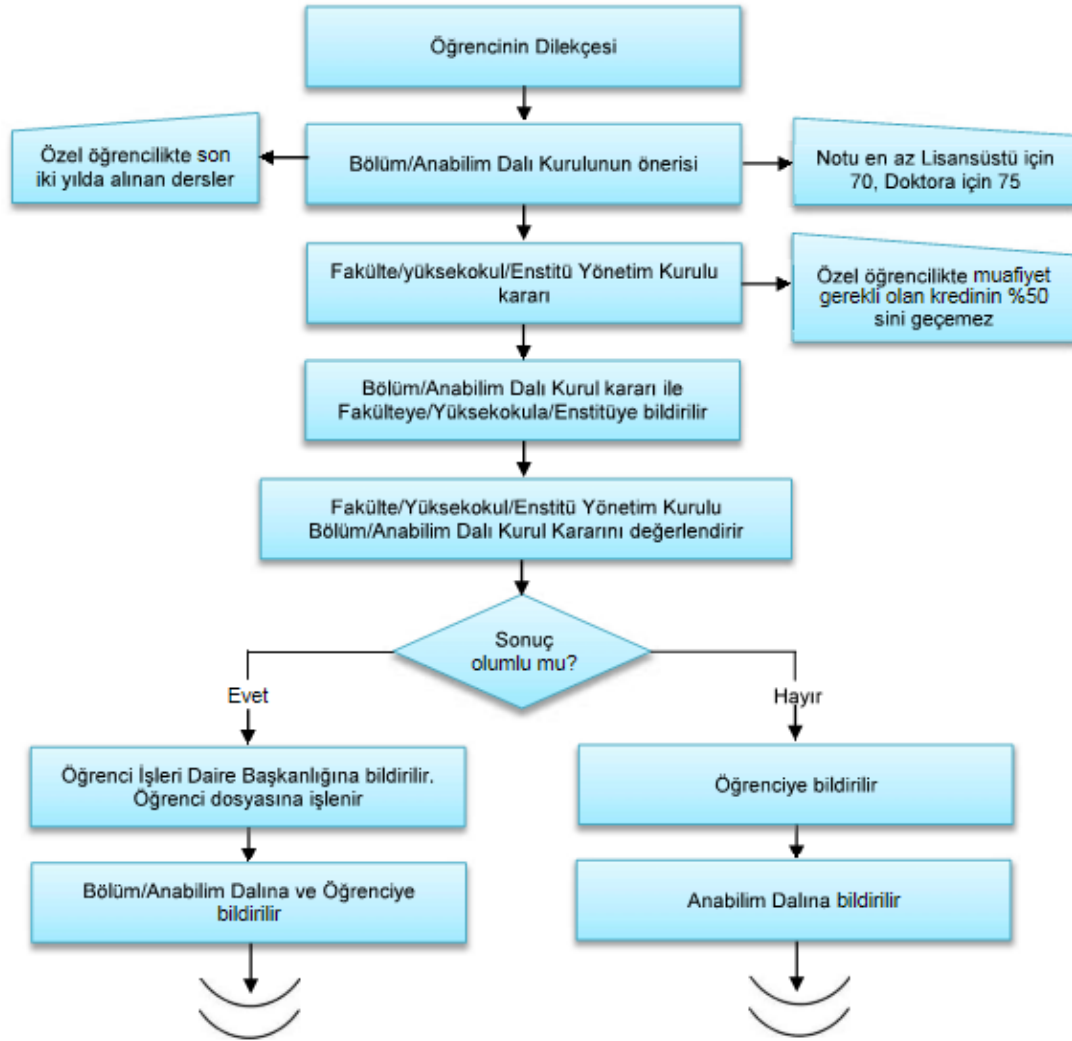 Öğrencinin Dilekçesi
Özel öğrencilikte son
iki yılda alınan dersler
Bölüm/Anabilim Dalı Kurulunun önerisi
Notu en az Lisansüstü için
70, Doktora için 75
Fakülte/yüksekokul/Enstitü Yönetim Kurulu
kararı
Özel öğrencilikte muafiyet
gerekli olan kredinin %50
sini geçemez
Bölüm/Anabilim Dalı Kurul kararı ile
Fakülteye/Yüksekokula/Enstitüye bildirilir
Fakülte/Yüksekokul/Enstitü Yönetim Kurulu
Bölüm/Anabilim Dalı Kurul Kararını değerlendirir
Sonuç
olumlu mu?
Evet
Hayır
Öğrenci İşleri Daire Başkanlığına bildirilir.
Öğrenci dosyasına işlenir
Öğrenciye bildirilir
Bölüm/Anabilim Dalına ve Öğrenciye
bildirilir
Anabilim Dalına bildirilir